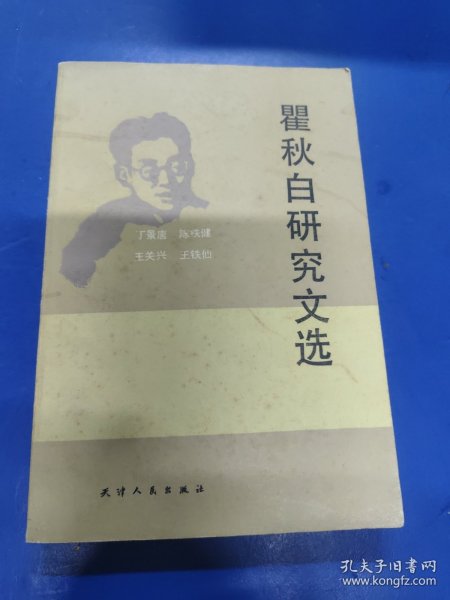 瞿秋白研究文选
丁景唐 陈铁健
王关兴 王铁仙
天津人民出版社
孔夫子旧书网
www.kongfz.com